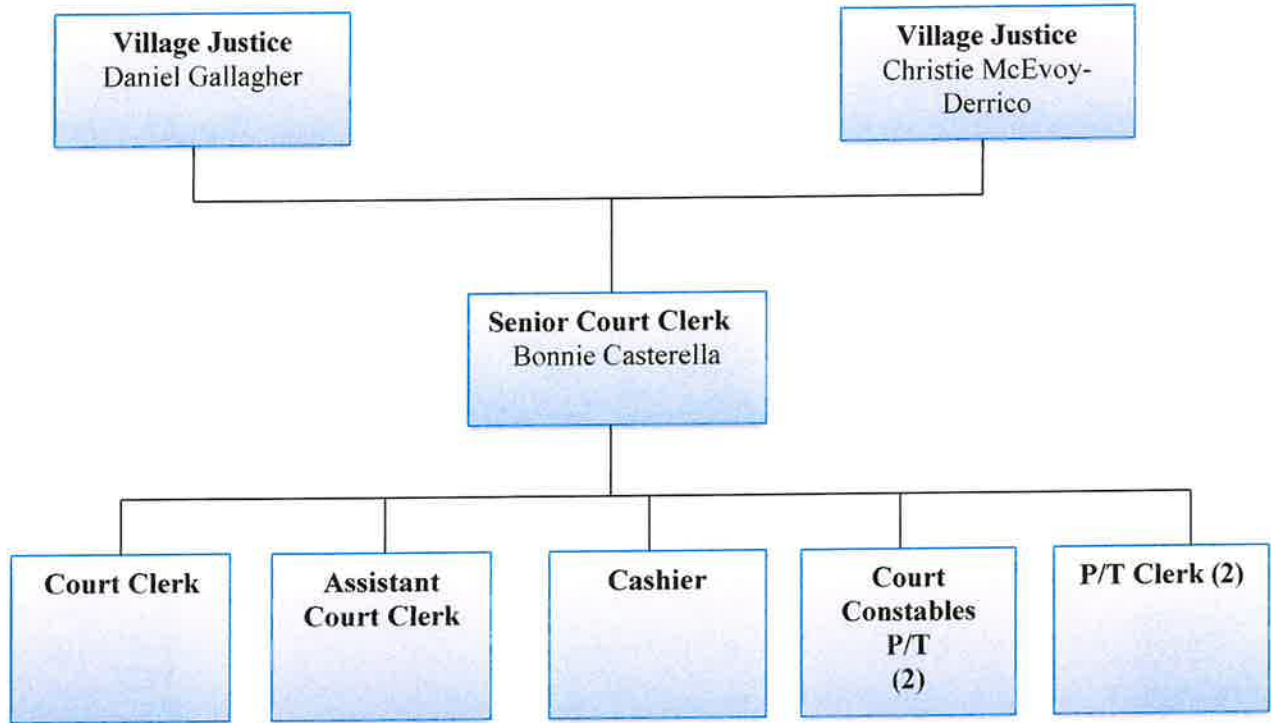 Village Justice
Daniel Gallagher
Village Justice
Christie McEvoy-
Derrico
Senior Court Clerk
Bonnie Casterella
Court Clerk
Assistant
Court Clerk
Cashier
Court
Constables
P/T
(2)
P/T Clerk (2)